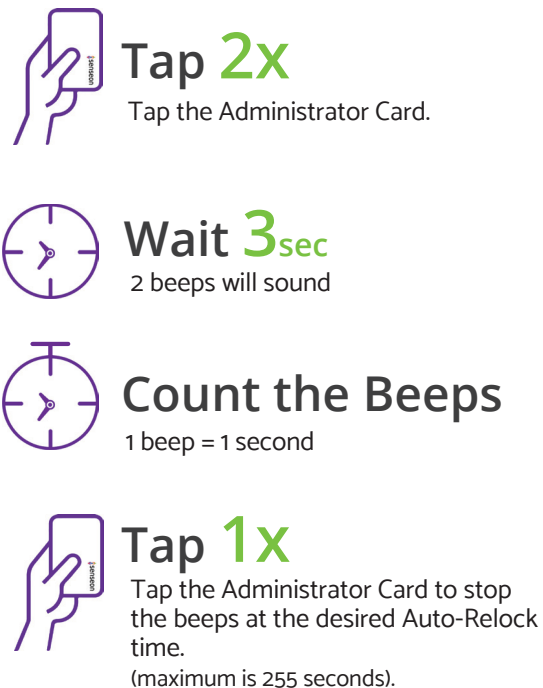 senseon
Tap 2x
Tap the Administrator Card.
Wait 3sec
2 beeps will sound
Count the Beeps
1 beep = 1 second
senseon
Tap 1x
Tap the Administrator Card to stop
the beeps at the desired Auto-Relock
time.
(maximum is 255 seconds).